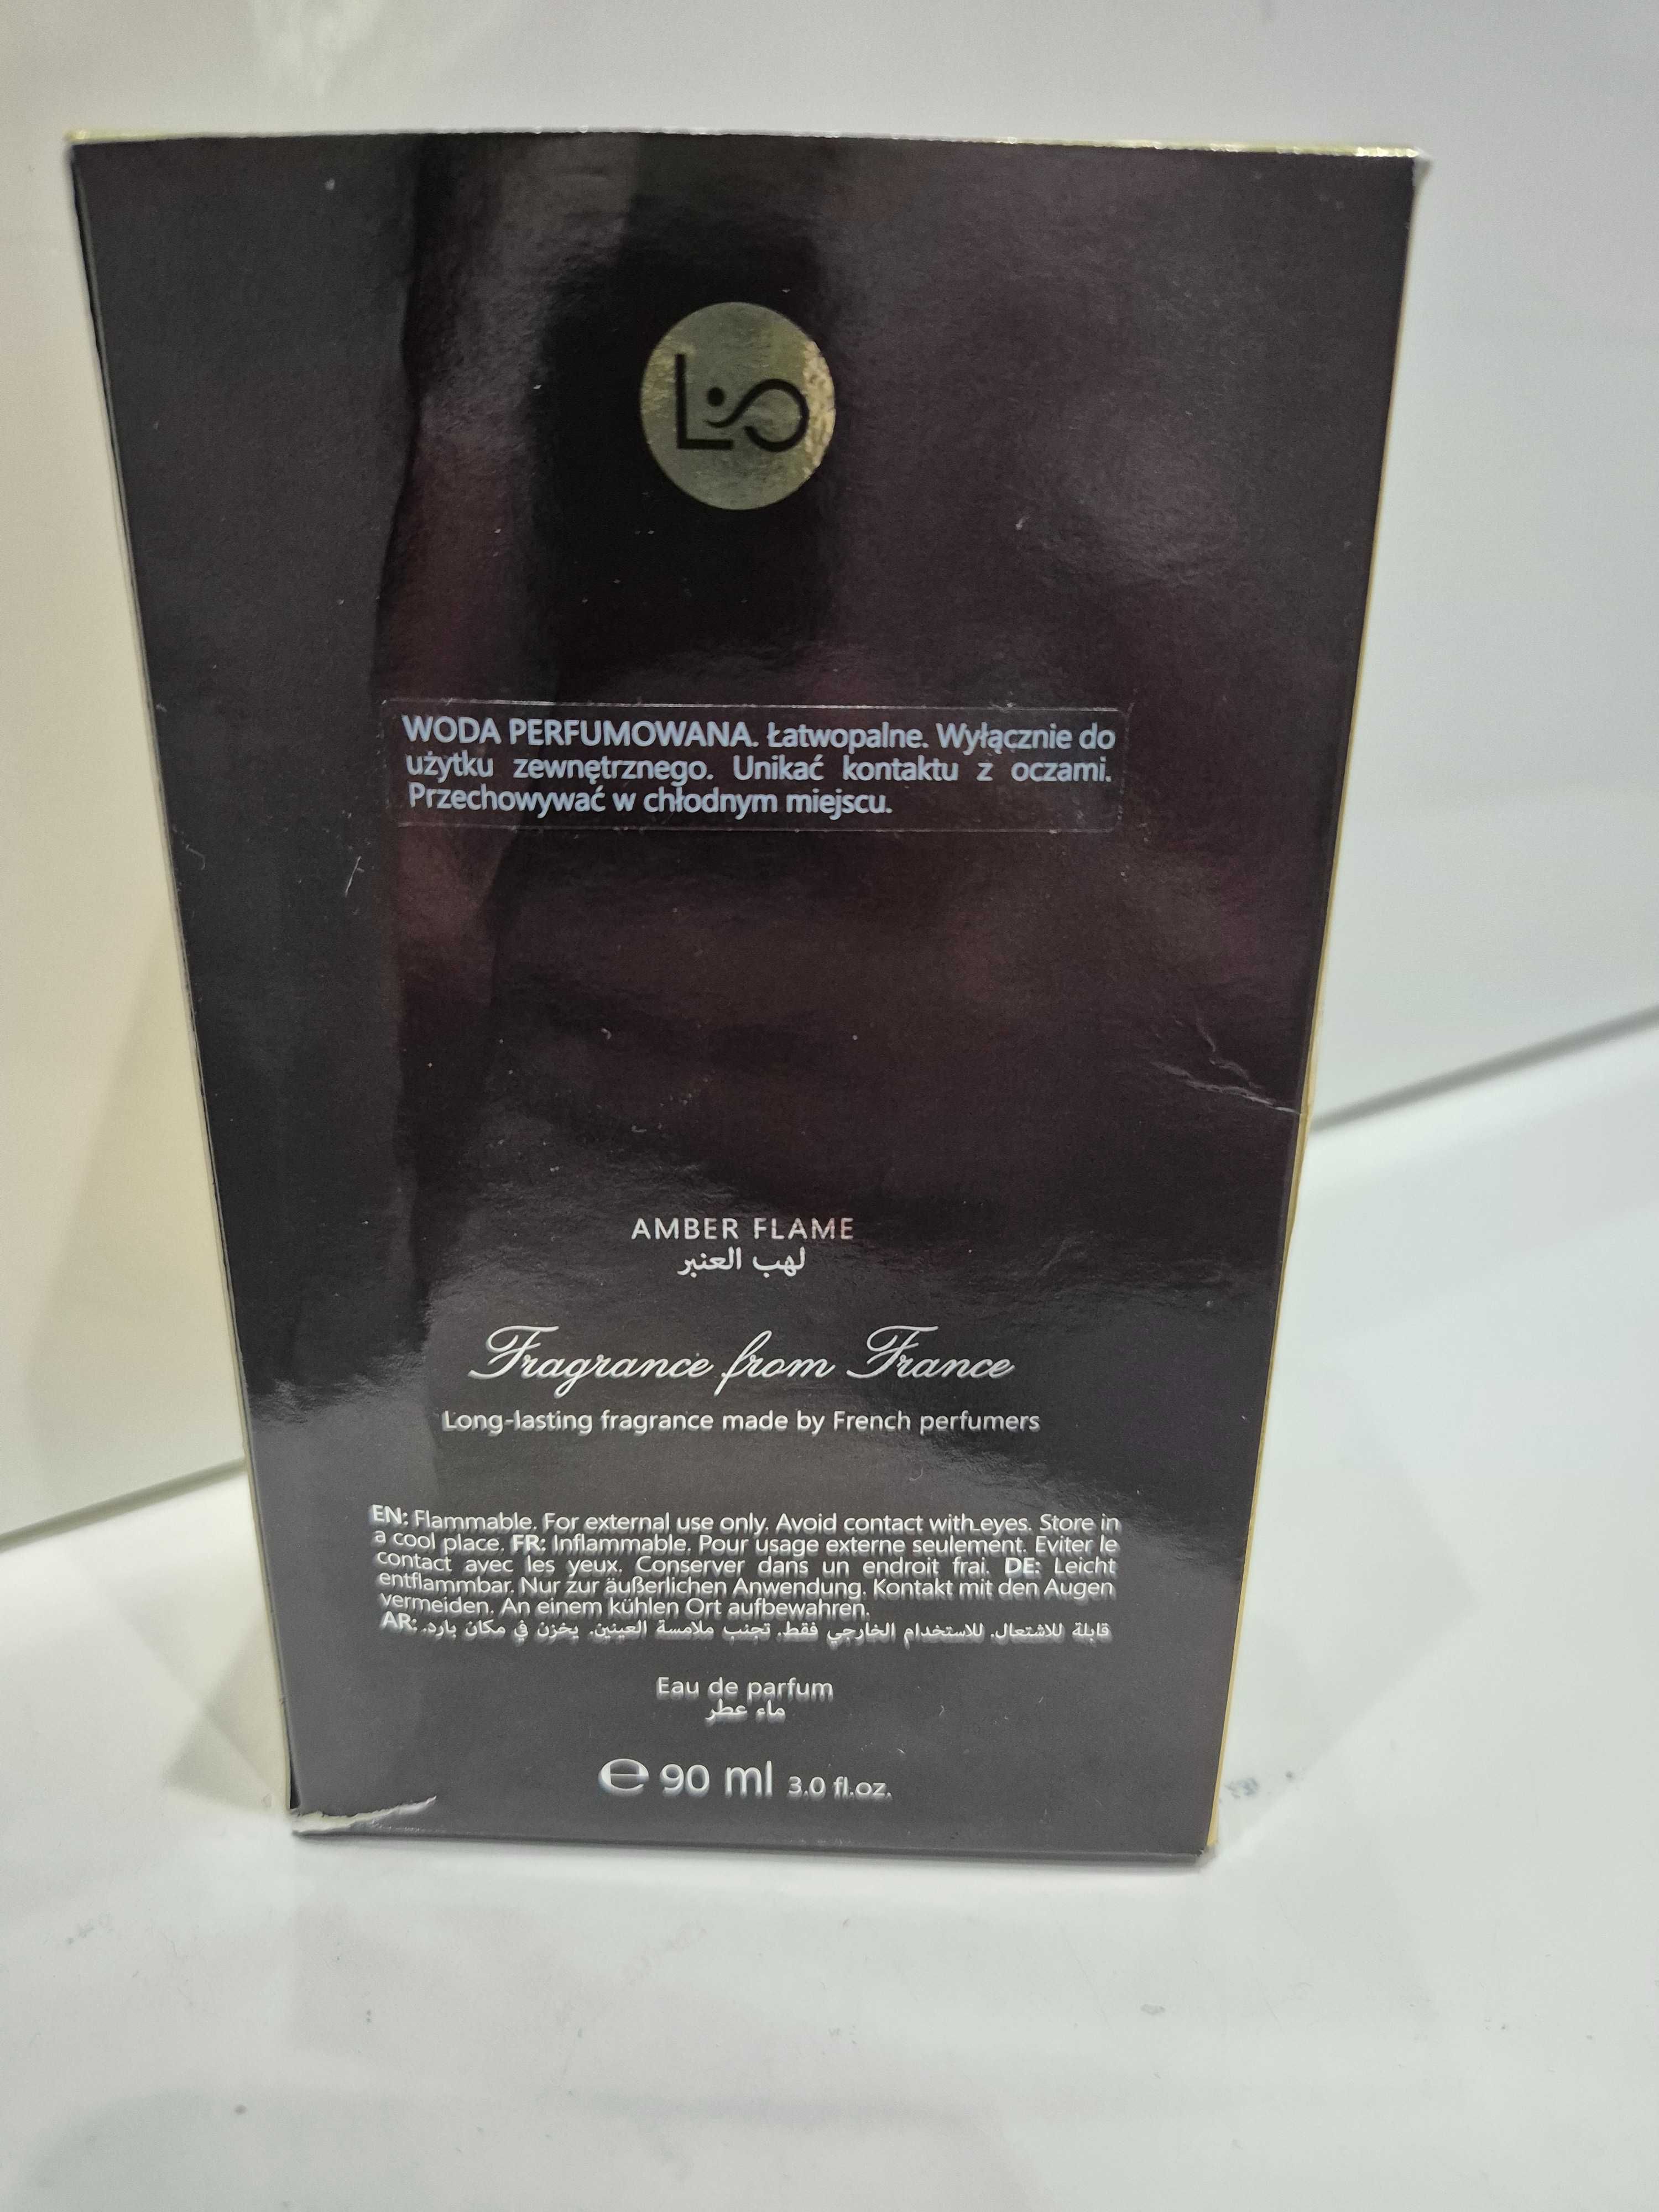 LS
WODA PERFUMOWANA. Łatwopalne. Wyłącznie do
użytku zewnętrznego. Unikać kontaktu z oczami.
Przechowywać w chłodnym miejscu.
AMBER FLAME
لهب العنبر
Fragrance from France
Long-lasting fragrance made by French perfumers
EN: Flammable. For external use only. Avoid contact with eyes. Store in
a cool place. FR: Inflammable. Pour usage externe seulement. Eviter le
contact avec les yeux. Conserver dans un endroit frai. DE: Leicht
entflammbar. Nur zur äußerlichen Anwendung. Kontakt mit den Augen
vermeiden. An einem kühlen Ort aufbewahren.
AR: قابلة للاشتعال. للاستخدام الخارجي فقط. تجنب ملامسة العينين. يخزن في مكان بارد.
Eau de parfum
ماء عطر
e 90 ml 3.0 fl.oz.